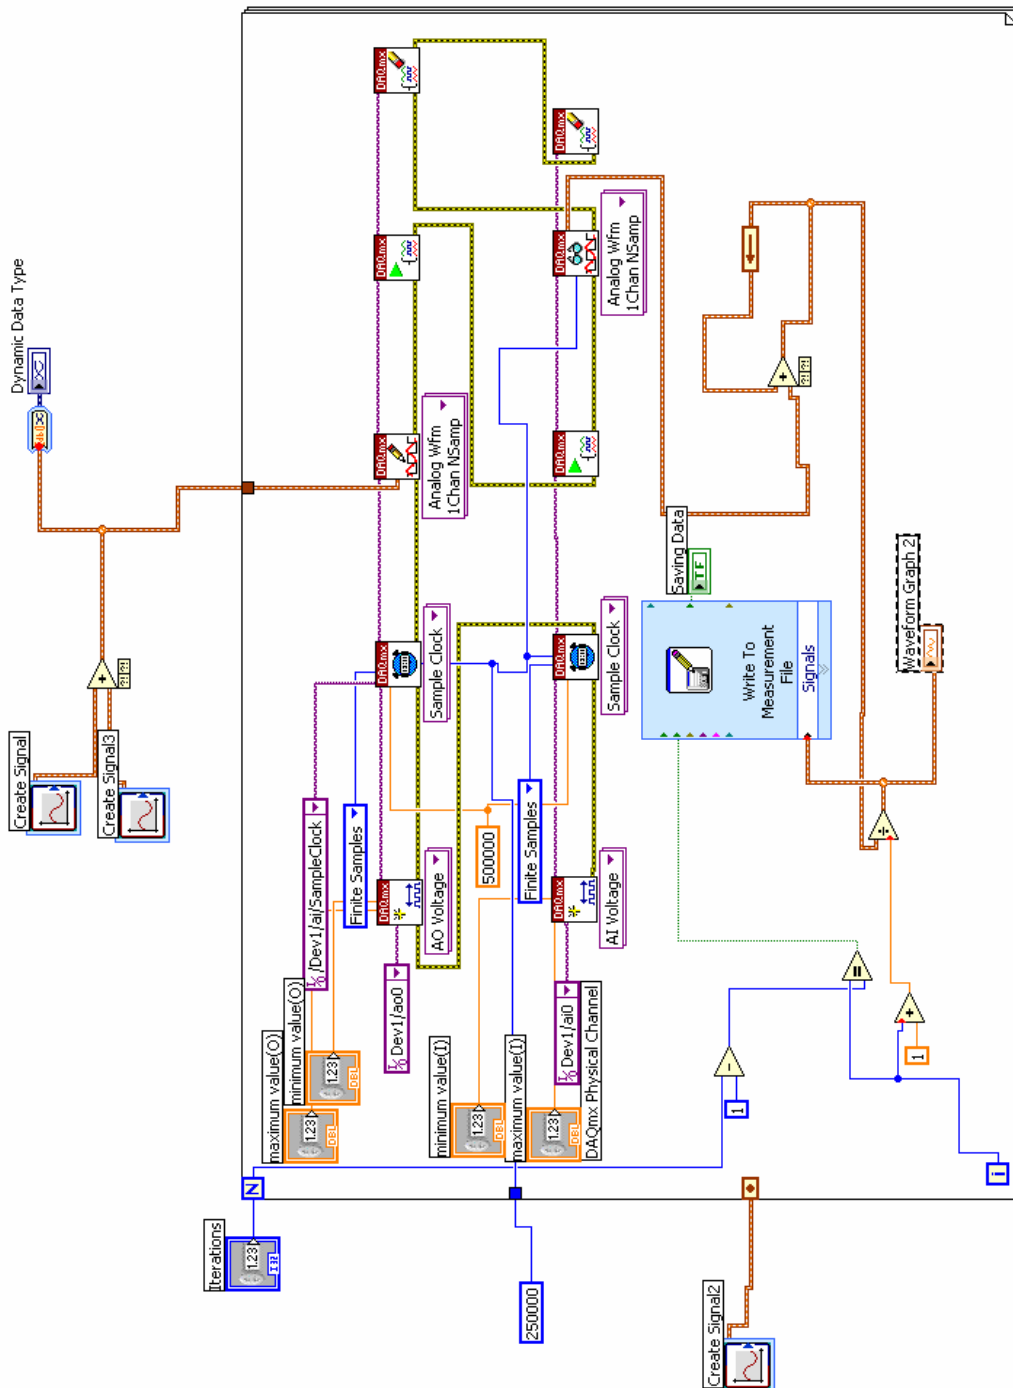 Iterations
1.23
I32
N
250000
Create Signal2
Create Signal
Create Signal3
?!
?!
Dynamic Data Type
maximum value(O)
1.23
DBL
minimum value(O)
1.23
DBL
/Dev1/ai/SampleClock
Finite Samples
Dev1/ao0
DAQmx
AO Voltage
DAQmx
Sample Clock
DAQmx
Analog Wfm
1Chan NSamp
DAQmx
DAQmx
minimum value(I)
1.23
DBL
maximum value(I)
1.23
DBL
DAQmx Physical Channel
Dev1/ai0
500000
Finite Samples
DAQmx
AI Voltage
DAQmx
Sample Clock
DAQmx
DAQmx
Analog Wfm
1Chan NSamp
DAQmx
Write To
Measurement
File
Signals
Saving Data
TF
?!
?!
Waveform Graph 2
1
1
i